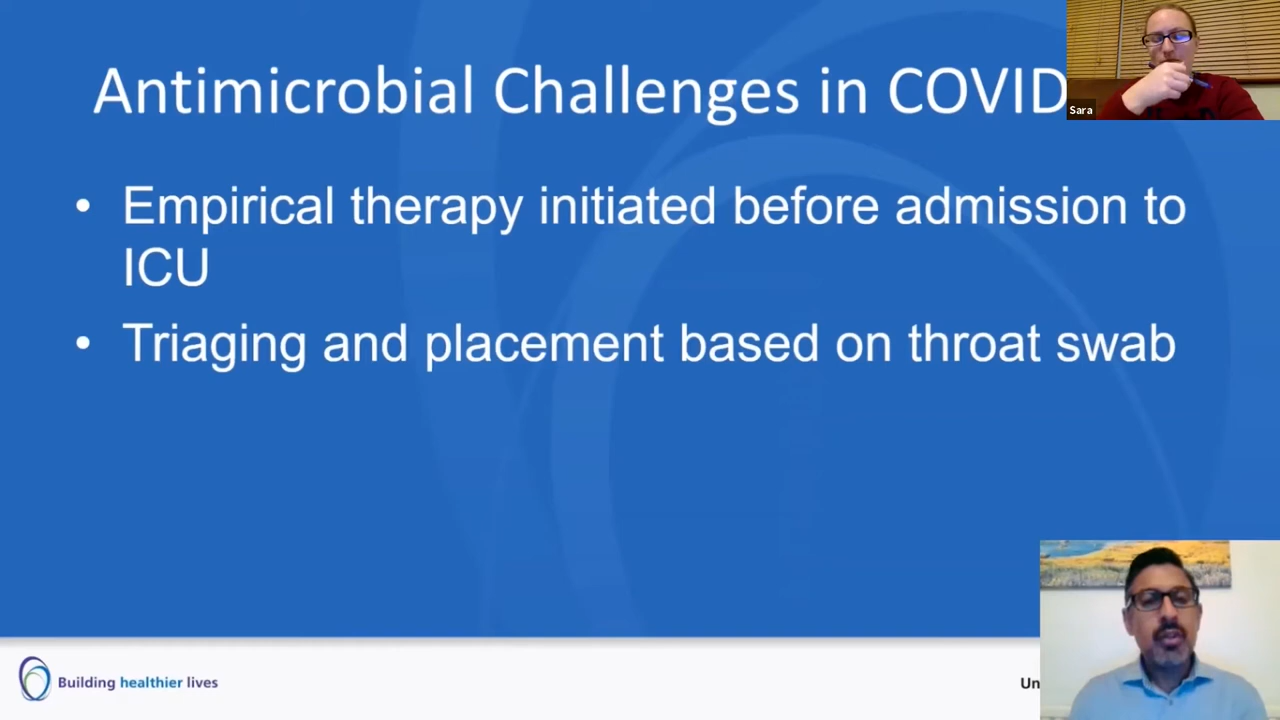 Antimicrobial Challenges in COVID
Sara
• Empirical therapy initiated before admission to
ICU
• Triaging and placement based on throat swab
Building healthier lives